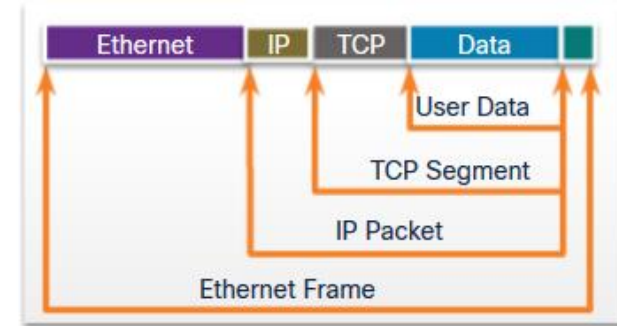 Ethernet IP TCP Data
User Data
TCP Segment
IP Packet
Ethernet Frame